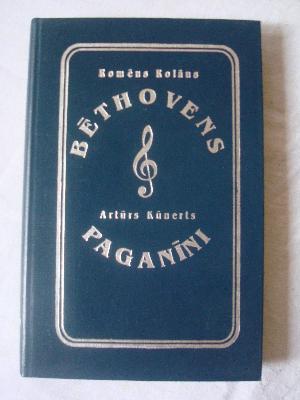 Romēns Rolāns
BĒTHOVENS
Artūrs Kūnerts
PAGANĪNI